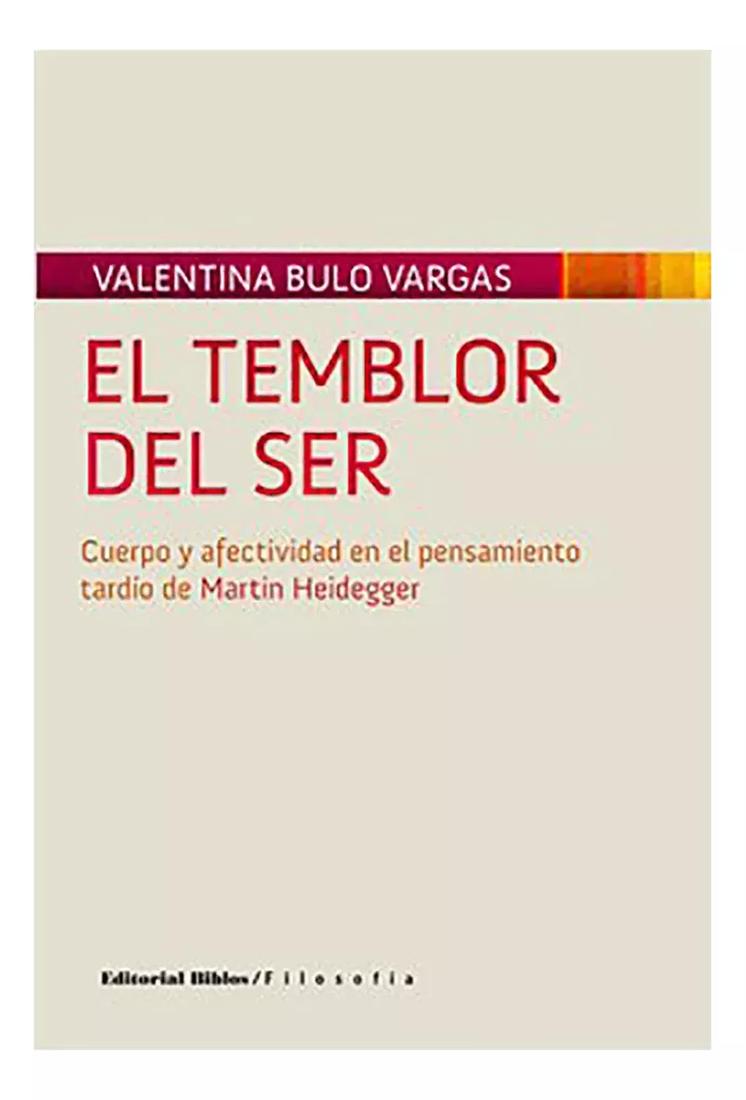 VALENTINA BULO VARGAS
EL TEMBLOR
DEL SER
Cuerpo y afectividad en el pensamiento
tardío de Martin Heidegger
Editorial Biblos / Filosofía